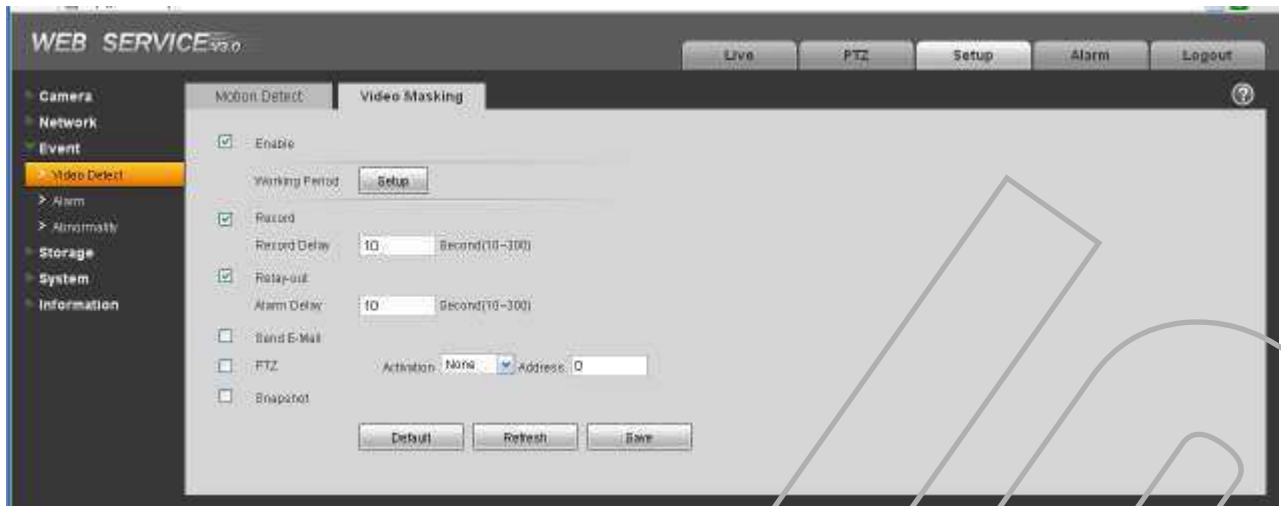 WEB SERVICE V3.0
Live
PTZ
Setup
Alarm
Logout
Camera
Network
Event
> Video Detect
> Alarm
> Abnormality
Storage
System
Information
Motion Detect
Video Masking
?
Enable
Working Period
Setup
Record
Record Delay 10 Second(10~300)
Relay-out
Alarm Delay 10 Second(10~300)
Send E-Mail
PTZ Activation None Address 0
Snapshot
Default
Refresh
Save